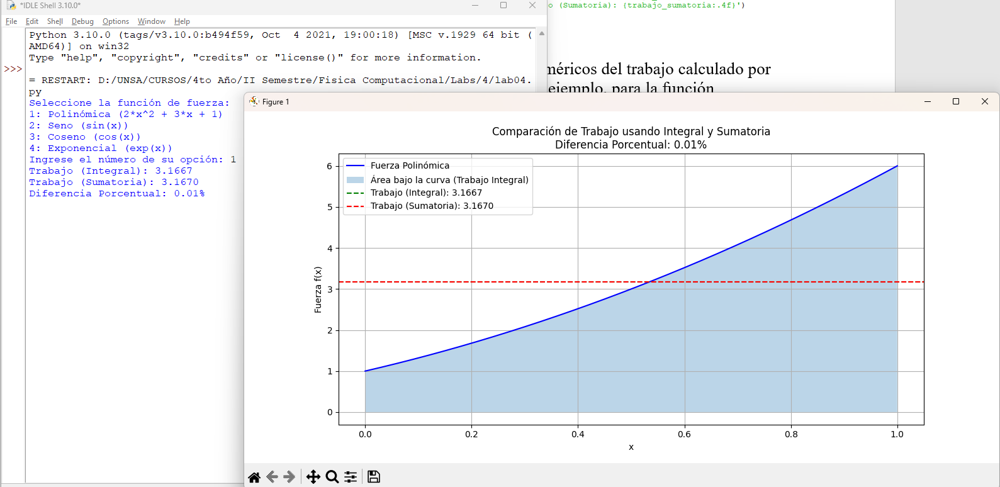 *IDLE Shell 3.10.0*
File Edit Shell Debug Options Window Help
Python 3.10.0 (tags/v3.10.0:b494f59, Oct  4 2021, 19:00:18) [MSC v.1929 64 bit (
AMD64)] on win32
Type "help", "copyright", "credits" or "license()" for more information.
>>>
= RESTART: D:/UNSA/CURSOS/4to Año/II Semestre/Fisica Computacional/Labs/4/lab04.
py
Seleccione la función de fuerza:
1: Polinómica (2*x^2 + 3*x + 1)
2: Seno (sin(x))
3: Coseno (cos(x))
4: Exponencial (exp(x))
Ingrese el número de su opción: 1
Trabajo (Integral): 3.1667
Trabajo (Sumatoria): 3.1670
Diferencia Porcentual: 0.01%
o (Sumatoria): {trabajo_sumatoria:.4f}')
méricos del trabajo calculado por
ejemplo, para la función
Figure 1
Comparación de Trabajo usando Integral y Sumatoria
Diferencia Porcentual: 0.01%
Fuerza Polinómica
Área bajo la curva (Trabajo Integral)
Trabajo (Integral): 3.1667
Trabajo (Sumatoria): 3.1670
Fuerza f(x)
6
5
4
3
2
1
0
0.0 0.2 0.4 0.6 0.8 1.0
x